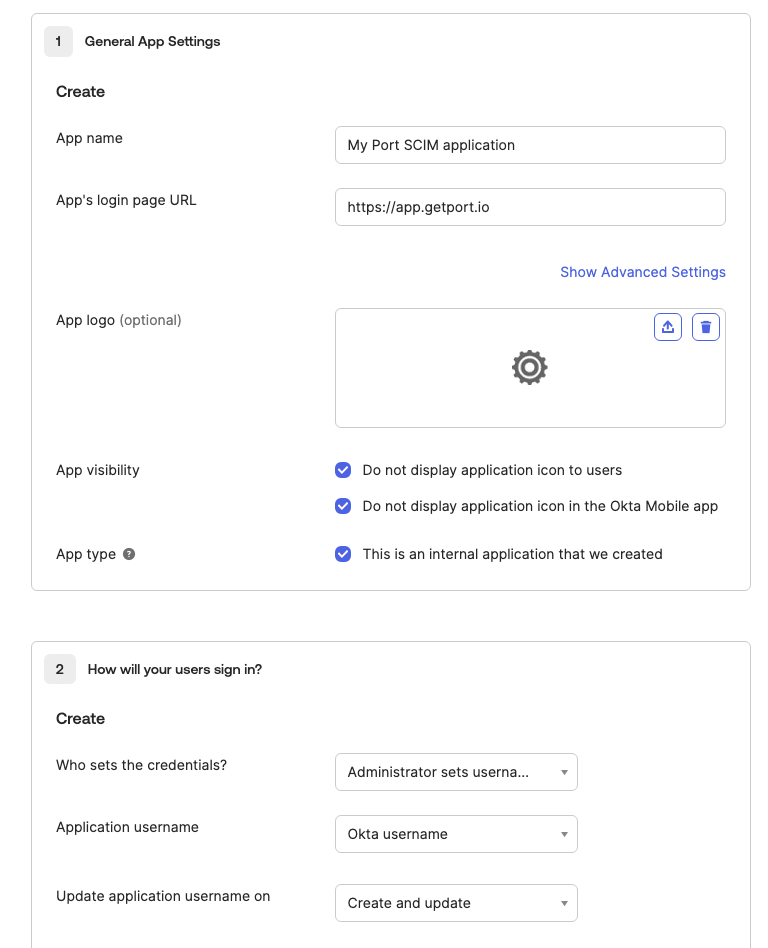 1 General App Settings
Create
App name
My Port SCIM application
App's login page URL
https://app.getport.io
Show Advanced Settings
App logo (optional)
App visibility
Do not display application icon to users
Do not display application icon in the Okta Mobile app
App type ?
This is an internal application that we created
2 How will your users sign in?
Create
Who sets the credentials?
Administrator sets userna...
Application username
Okta username
Update application username on
Create and update